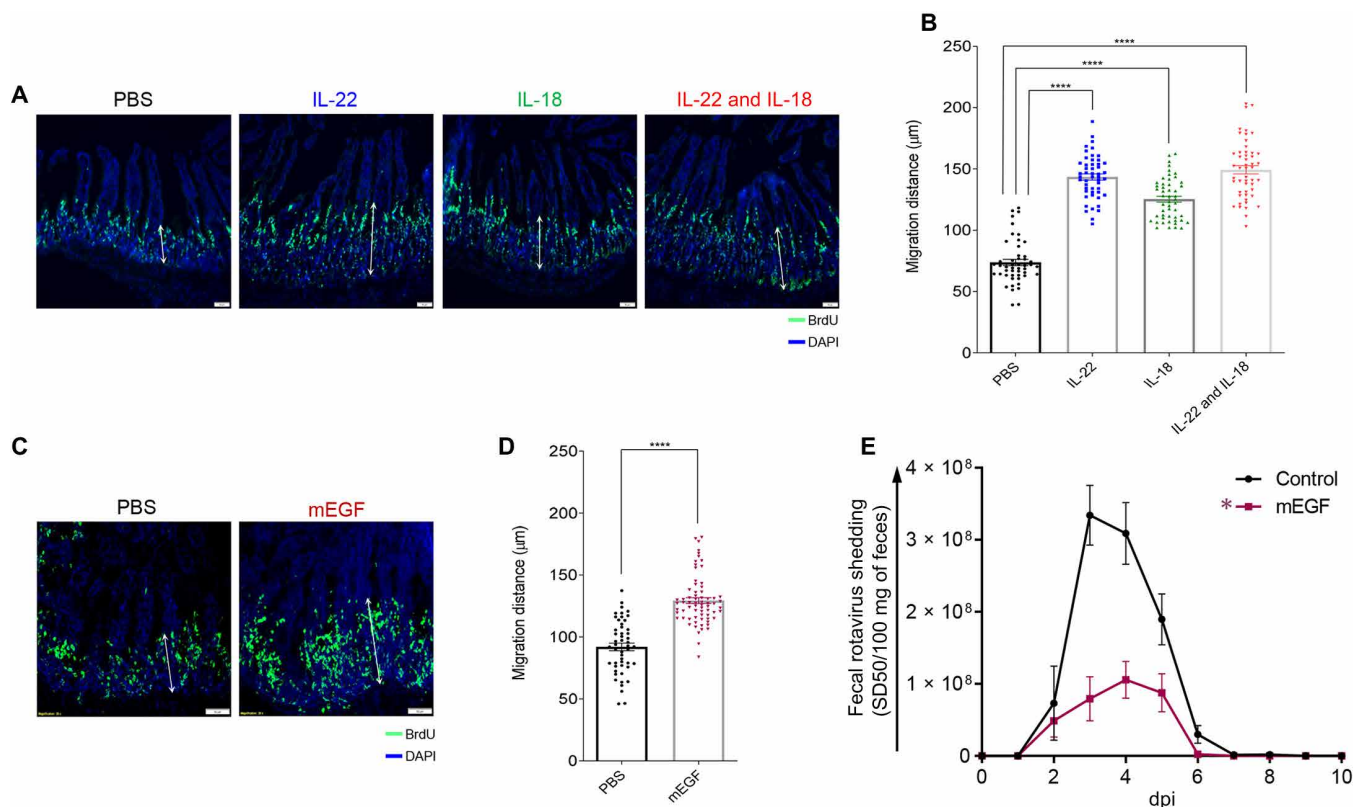 A
PBS
IL-22
IL-18
IL-22 and IL-18
BrdU
DAPI
B
Migration distance (μm)
250
200
150
100
50
0
****
****
****
PBS
IL-22
IL-18
IL-22 and IL-18
C
PBS
mEGF
BrdU
DAPI
D
Migration distance (μm)
250
200
150
100
50
0
****
PBS
mEGF
E
Fecal rotavirus shedding
(SD50/100 mg of feces)
4 × 10⁸
3 × 10⁸
2 × 10⁸
1 × 10⁸
0
Control
* mEGF
0 2 4 6 8 10
dpi